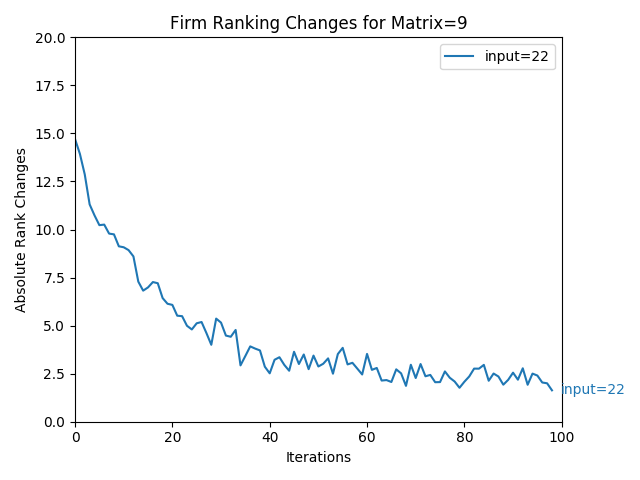 Firm Ranking Changes for Matrix=9
input=22
Absolute Rank Changes
20.0
17.5
15.0
12.5
10.0
7.5
5.0
2.5
0.0
input=22
0 20 40 60 80 100
Iterations